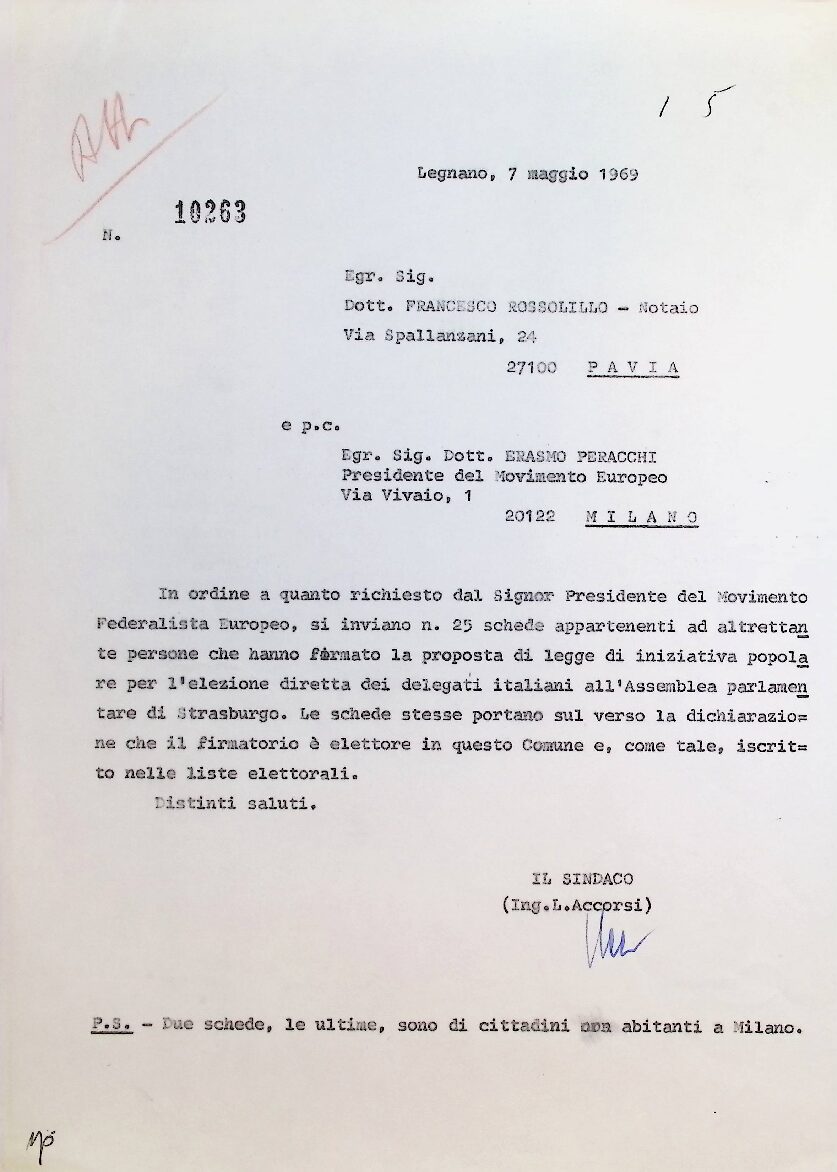 1 5
Legnano, 7 maggio 1969
10263
N.
Egr. Sig.
Dott. FRANCESCO ROSSOLILLO - Notaio
Via Spallanzani, 24
27100 P A V I A
e p.c.
Egr. Sig. Dott. ERASMO PERACCHI
Presidente del Movimento Europeo
Via Vivaio, 1
20122 M I L A N O
In ordine a quanto richiesto dal Signor Presidente del Movimento
Federalista Europeo, si inviano n. 25 schede appartenenti ad altrettan
te persone che hanno firmato la proposta di legge di iniziativa popola
re per l'elezione diretta dei delegati italiani all'Assemblea parlamen
tare di Strasburgo. Le schede stesse portano sul verso la dichiarazio=
ne che il firmatorio è elettore in questo Comune e, come tale, iscrit=
to nelle liste elettorali.
Distinti saluti.
IL SINDACO
(Ing.L.Accorsi)
P.S. - Due schede, le ultime, sono di cittadini abitanti a Milano.